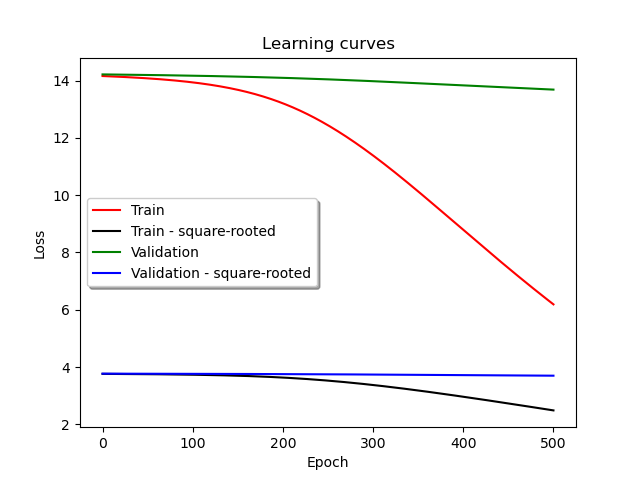 Learning curves
14
12
10
8
6
4
2
Loss
Train
Train - square-rooted
Validation
Validation - square-rooted
0 100 200 300 400 500
Epoch